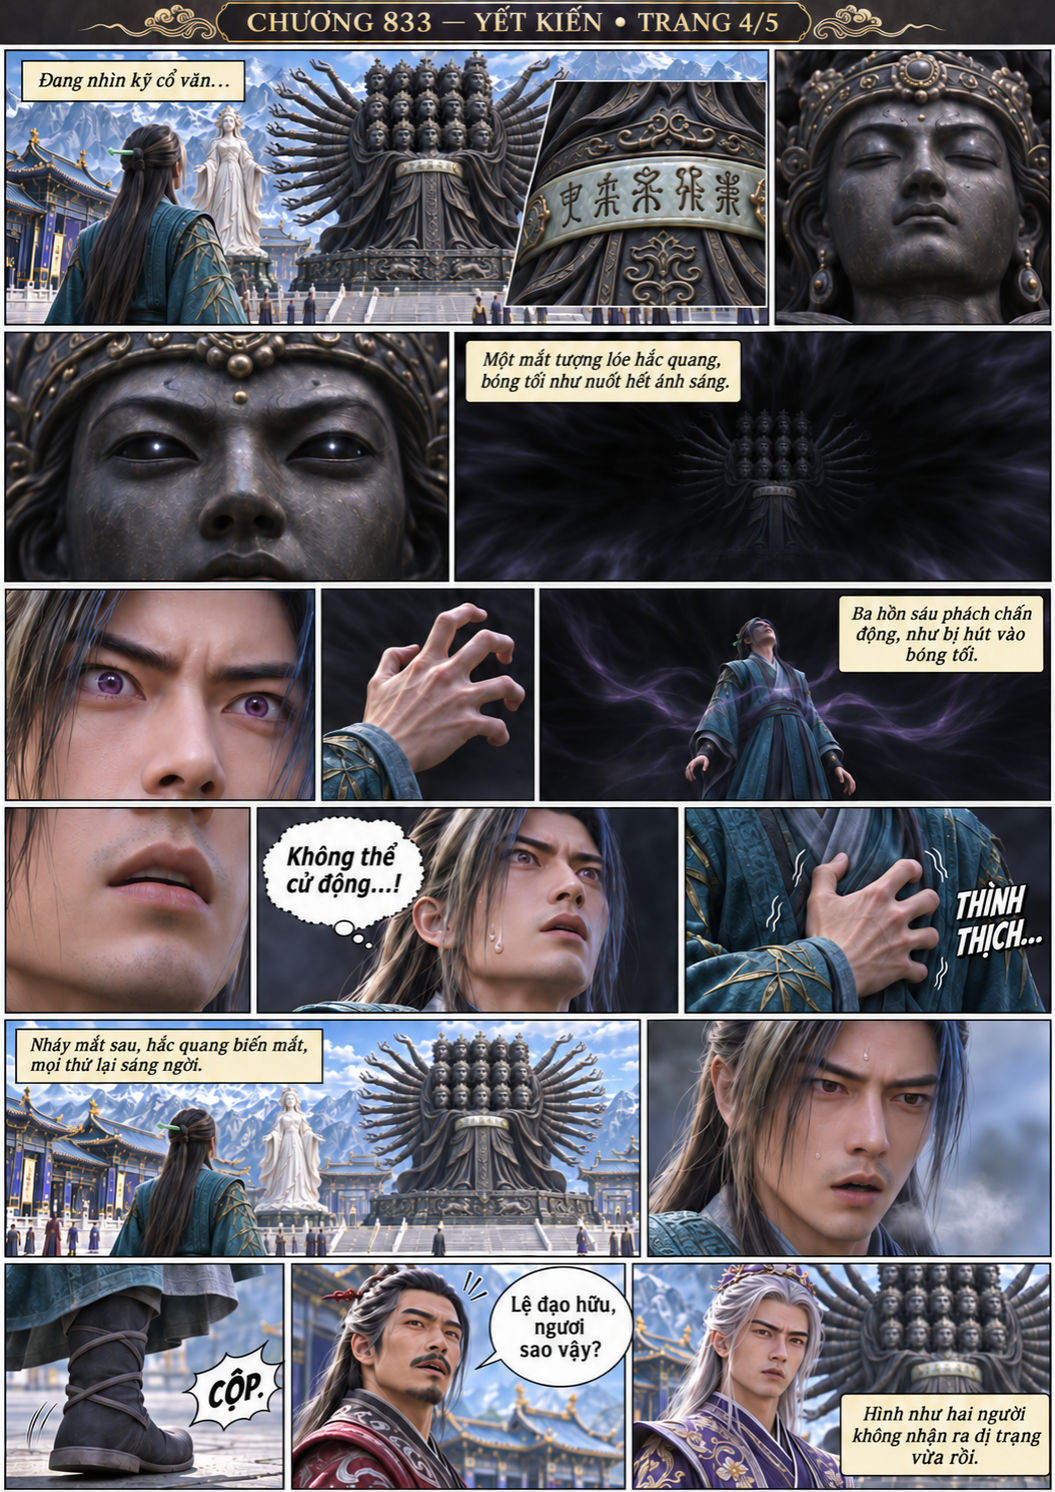 CHƯƠNG 833 — YẾT KIẾN • TRANG 4/5
Đang nhìn kỹ cổ văn...
Một mắt tượng lóe hắc quang,
bóng tối như nuốt hết ánh sáng.
Ba hồn sáu phách chấn
động, như bị hút vào
bóng tối.
Không thể
cử động...!
THÌNH
THỊCH...
Nháy mắt sau, hắc quang biến mắt,
mọi thứ lại sáng ngời.
CỘP.
Lệ đạo hữu,
ngươi
sao vậy?
Hình như hai người
không nhận ra dị trạng
vừa rồi.